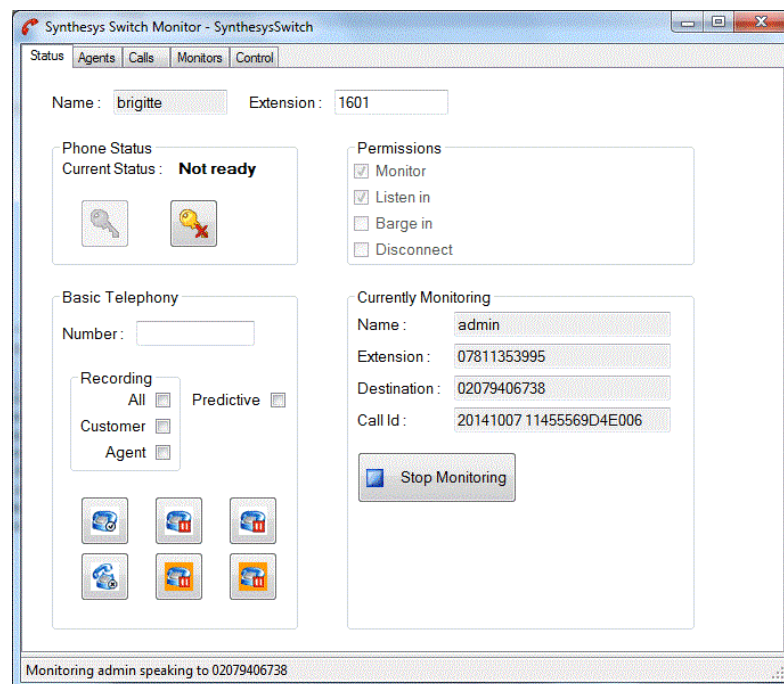 Synthesys Switch Monitor - SynthesysSwitch
Status Agents Calls Monitors Control
Name : brigitte Extension : 1601
Phone Status
Current Status : Not ready
Permissions
Monitor
Listen in
Barge in
Disconnect
Basic Telephony
Number :
Recording
All Predictive
Customer
Agent
Currently Monitoring
Name : admin
Extension : 07811353995
Destination : 02079406738
Call Id : 20141007 11455569D4E006
Stop Monitoring
Monitoring admin speaking to 02079406738